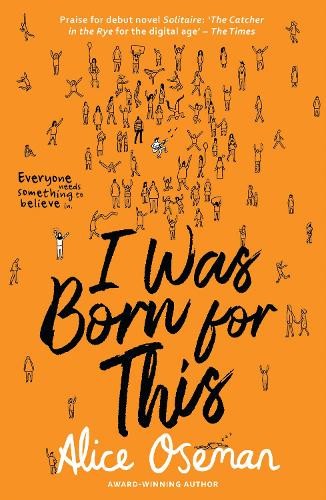 Praise for debut novel Solitaire: ‘The Catcher
in the Rye for the digital age’ – The Times
Everyone
needs
something to
believe in.
I Was
Born for
This
Alice Oseman
AWARD-WINNING AUTHOR